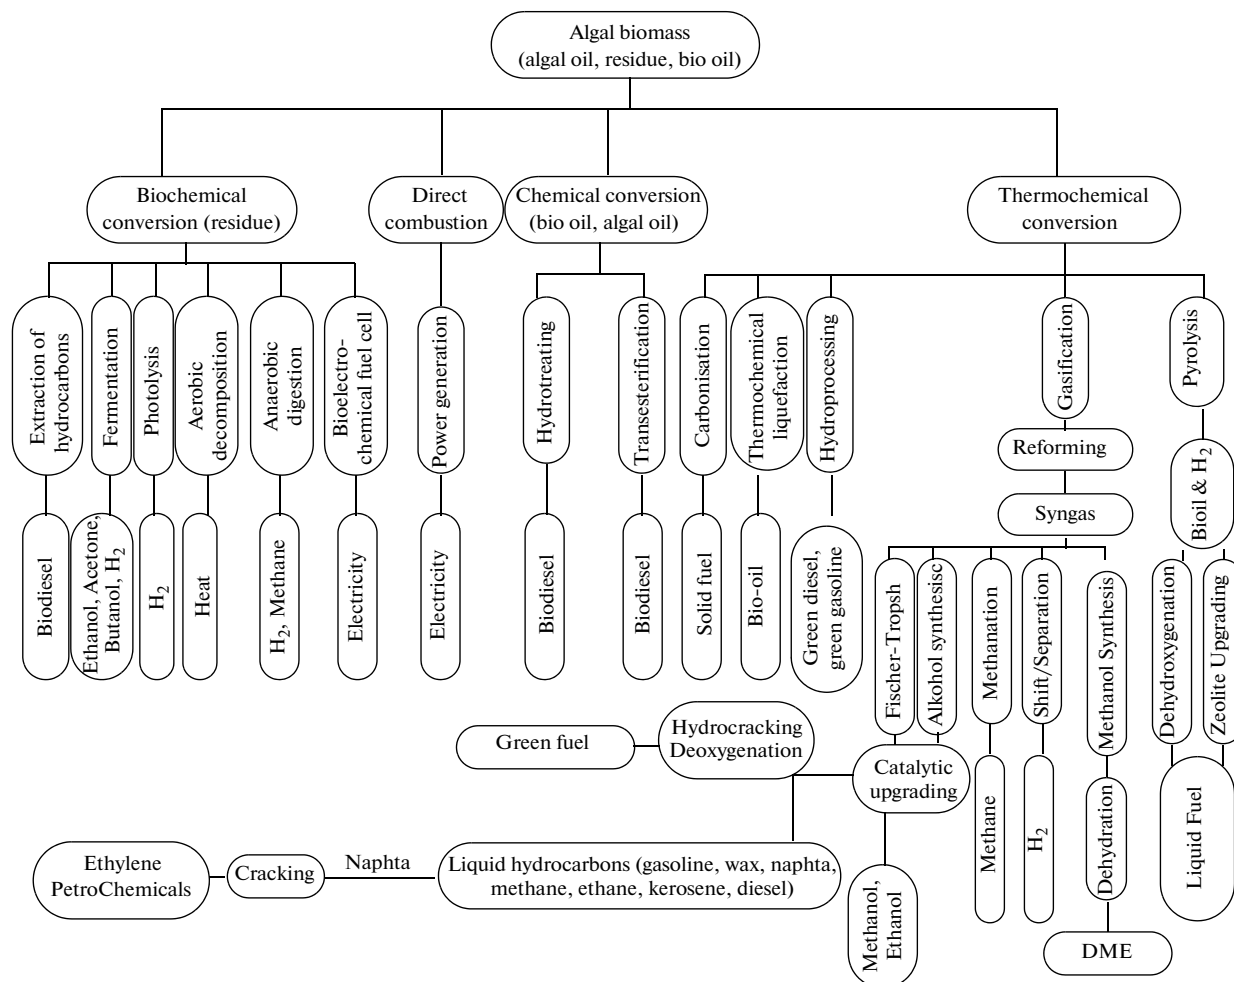 Algal biomass
(algal oil, residue, bio oil)
Biochemical
conversion (residue)
Direct
combustion
Chemical conversion
(bio oil, algal oil)
Thermochemical
conversion
Extraction of
hydrocarbons
Fermentation
Photolysis
Aerobic
decomposition
Anaerobic
digestion
Bioelectro-
chemical fuel cell
Power generation
Hydrotreating
Transesterification
Carbonisation
Thermochemical
liquefaction
Hydroprocessing
Gasification
Pyrolysis
Reforming
Syngas
Bioil & H2
Biodiesel
Ethanol, Acetone,
Butanol, H2
H2
Heat
H2, Methane
Electricity
Electricity
Biodiesel
Biodiesel
Solid fuel
Bio-oil
Green diesel,
green gasoline
Fischer-Tropsh
Alkohol synthesisc
Methanation
Shift/Separation
Methanol Synthesis
Dehydroxygenation
Zeolite Upgrading
Green fuel
Hydrocracking
Deoxygenation
Catalytic
upgrading
Methane
H2
Dehydration
Liquid Fuel
Ethylene
PetroChemicals
Cracking
Naphta
Liquid hydrocarbons (gasoline, wax, naphta,
methane, ethane, kerosene, diesel)
Methanol,
Ethanol
DME